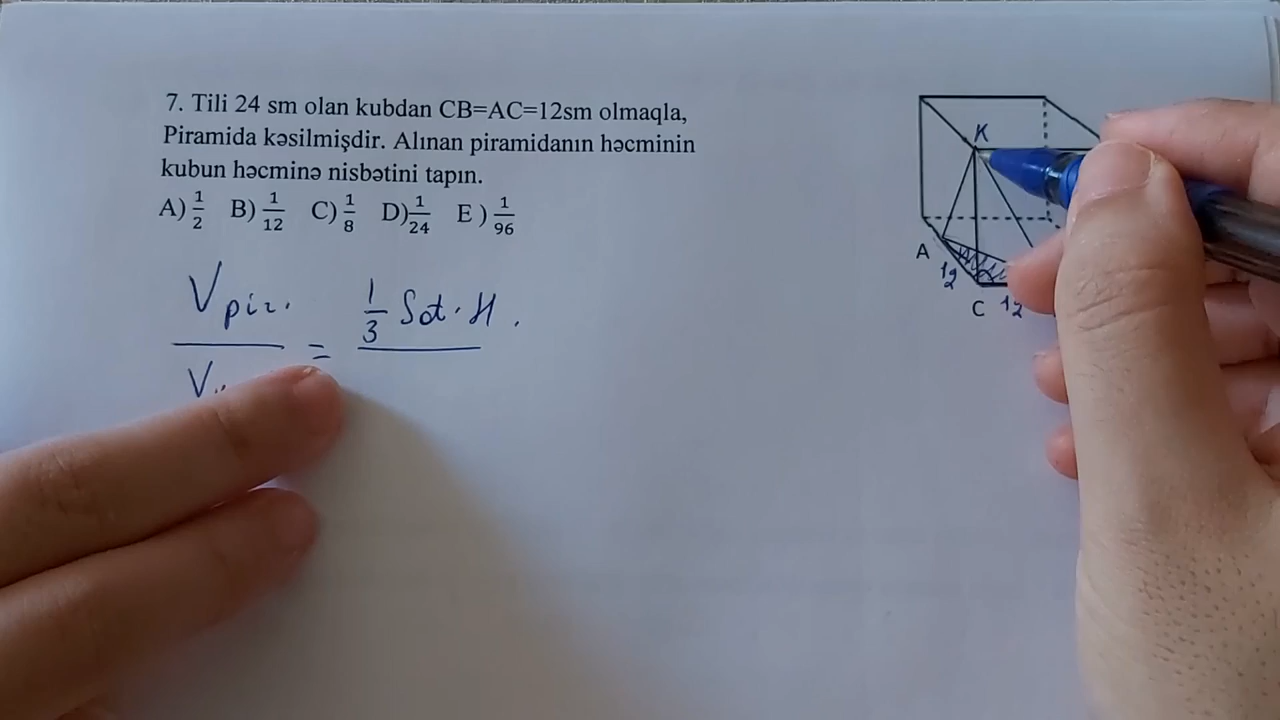 7. Tili 24 sm olan kubdan CB=AC=12sm olmaqla,
Piramida kəsilmişdir. Alınan piramidanın həcminin
kubun həcminə nisbətini tapın.
A) 1/2 B) 1/12 C) 1/8 D) 1/24 E ) 1/96
V pir. / V = 1/3 Sot · H .
K
A
12
C 12